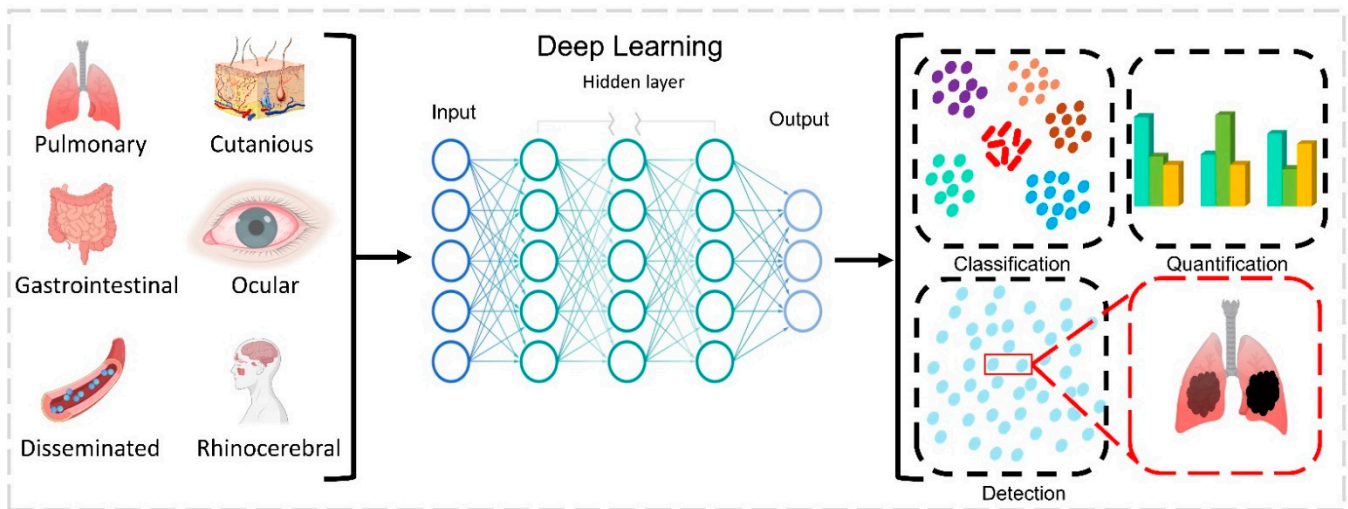 Pulmonary
Cutanious
Gastrointestinal
Ocular
Disseminated
Rhinocerebral
Deep Learning
Hidden layer
Input
Output
Classification
Quantification
Detection